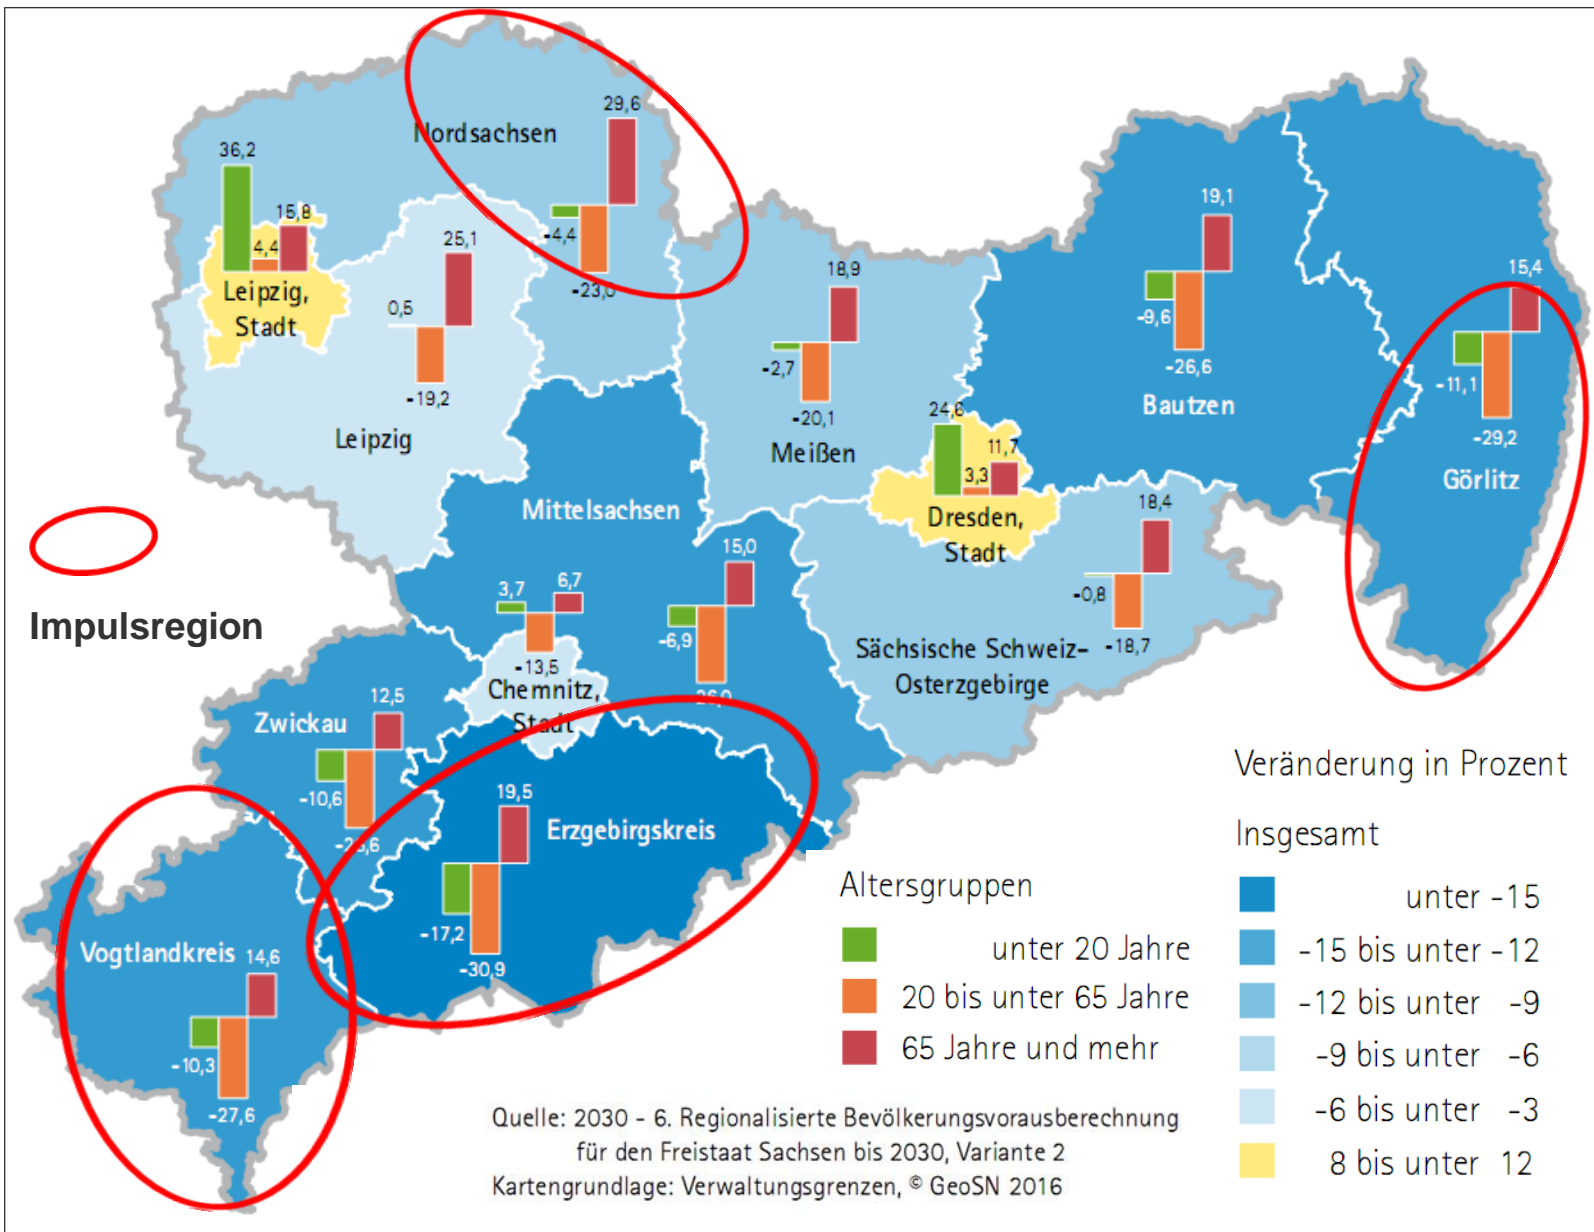 29,6
Nordsachsen
36,2
-4,4
-23,0
15,8
4,4
Leipzig,
Stadt
25,1
0,5
-19,2
Leipzig
18,9
-2,7
-20,1
Meißen
19,1
-9,6
-26,6
Bautzen
15,4
-11,1
-29,2
Görlitz
24,6
11,7
3,3
Dresden,
Stadt
Mittelsachsen
15,0
-6,9
18,4
-0,8
-18,7
Sächsische Schweiz-
Osterzgebirge
3,7
6,7
-13,5
Chemnitz,
Stadt
Impulsregion
12,5
Zwickau
-10,6
19,5
Erzgebirgskreis
-17,2
-30,9
Vogtlandkreis
14,6
-10,3
-27,6
Altersgruppen
unter 20 Jahre
20 bis unter 65 Jahre
65 Jahre und mehr
Veränderung in Prozent
Insgesamt
unter -15
-15 bis unter -12
-12 bis unter -9
-9 bis unter -6
-6 bis unter -3
8 bis unter 12
Quelle: 2030 - 6. Regionalisierte Bevölkerungsvorausberechnung
für den Freistaat Sachsen bis 2030, Variante 2
Kartengrundlage: Verwaltungsgrenzen, © GeoSN 2016